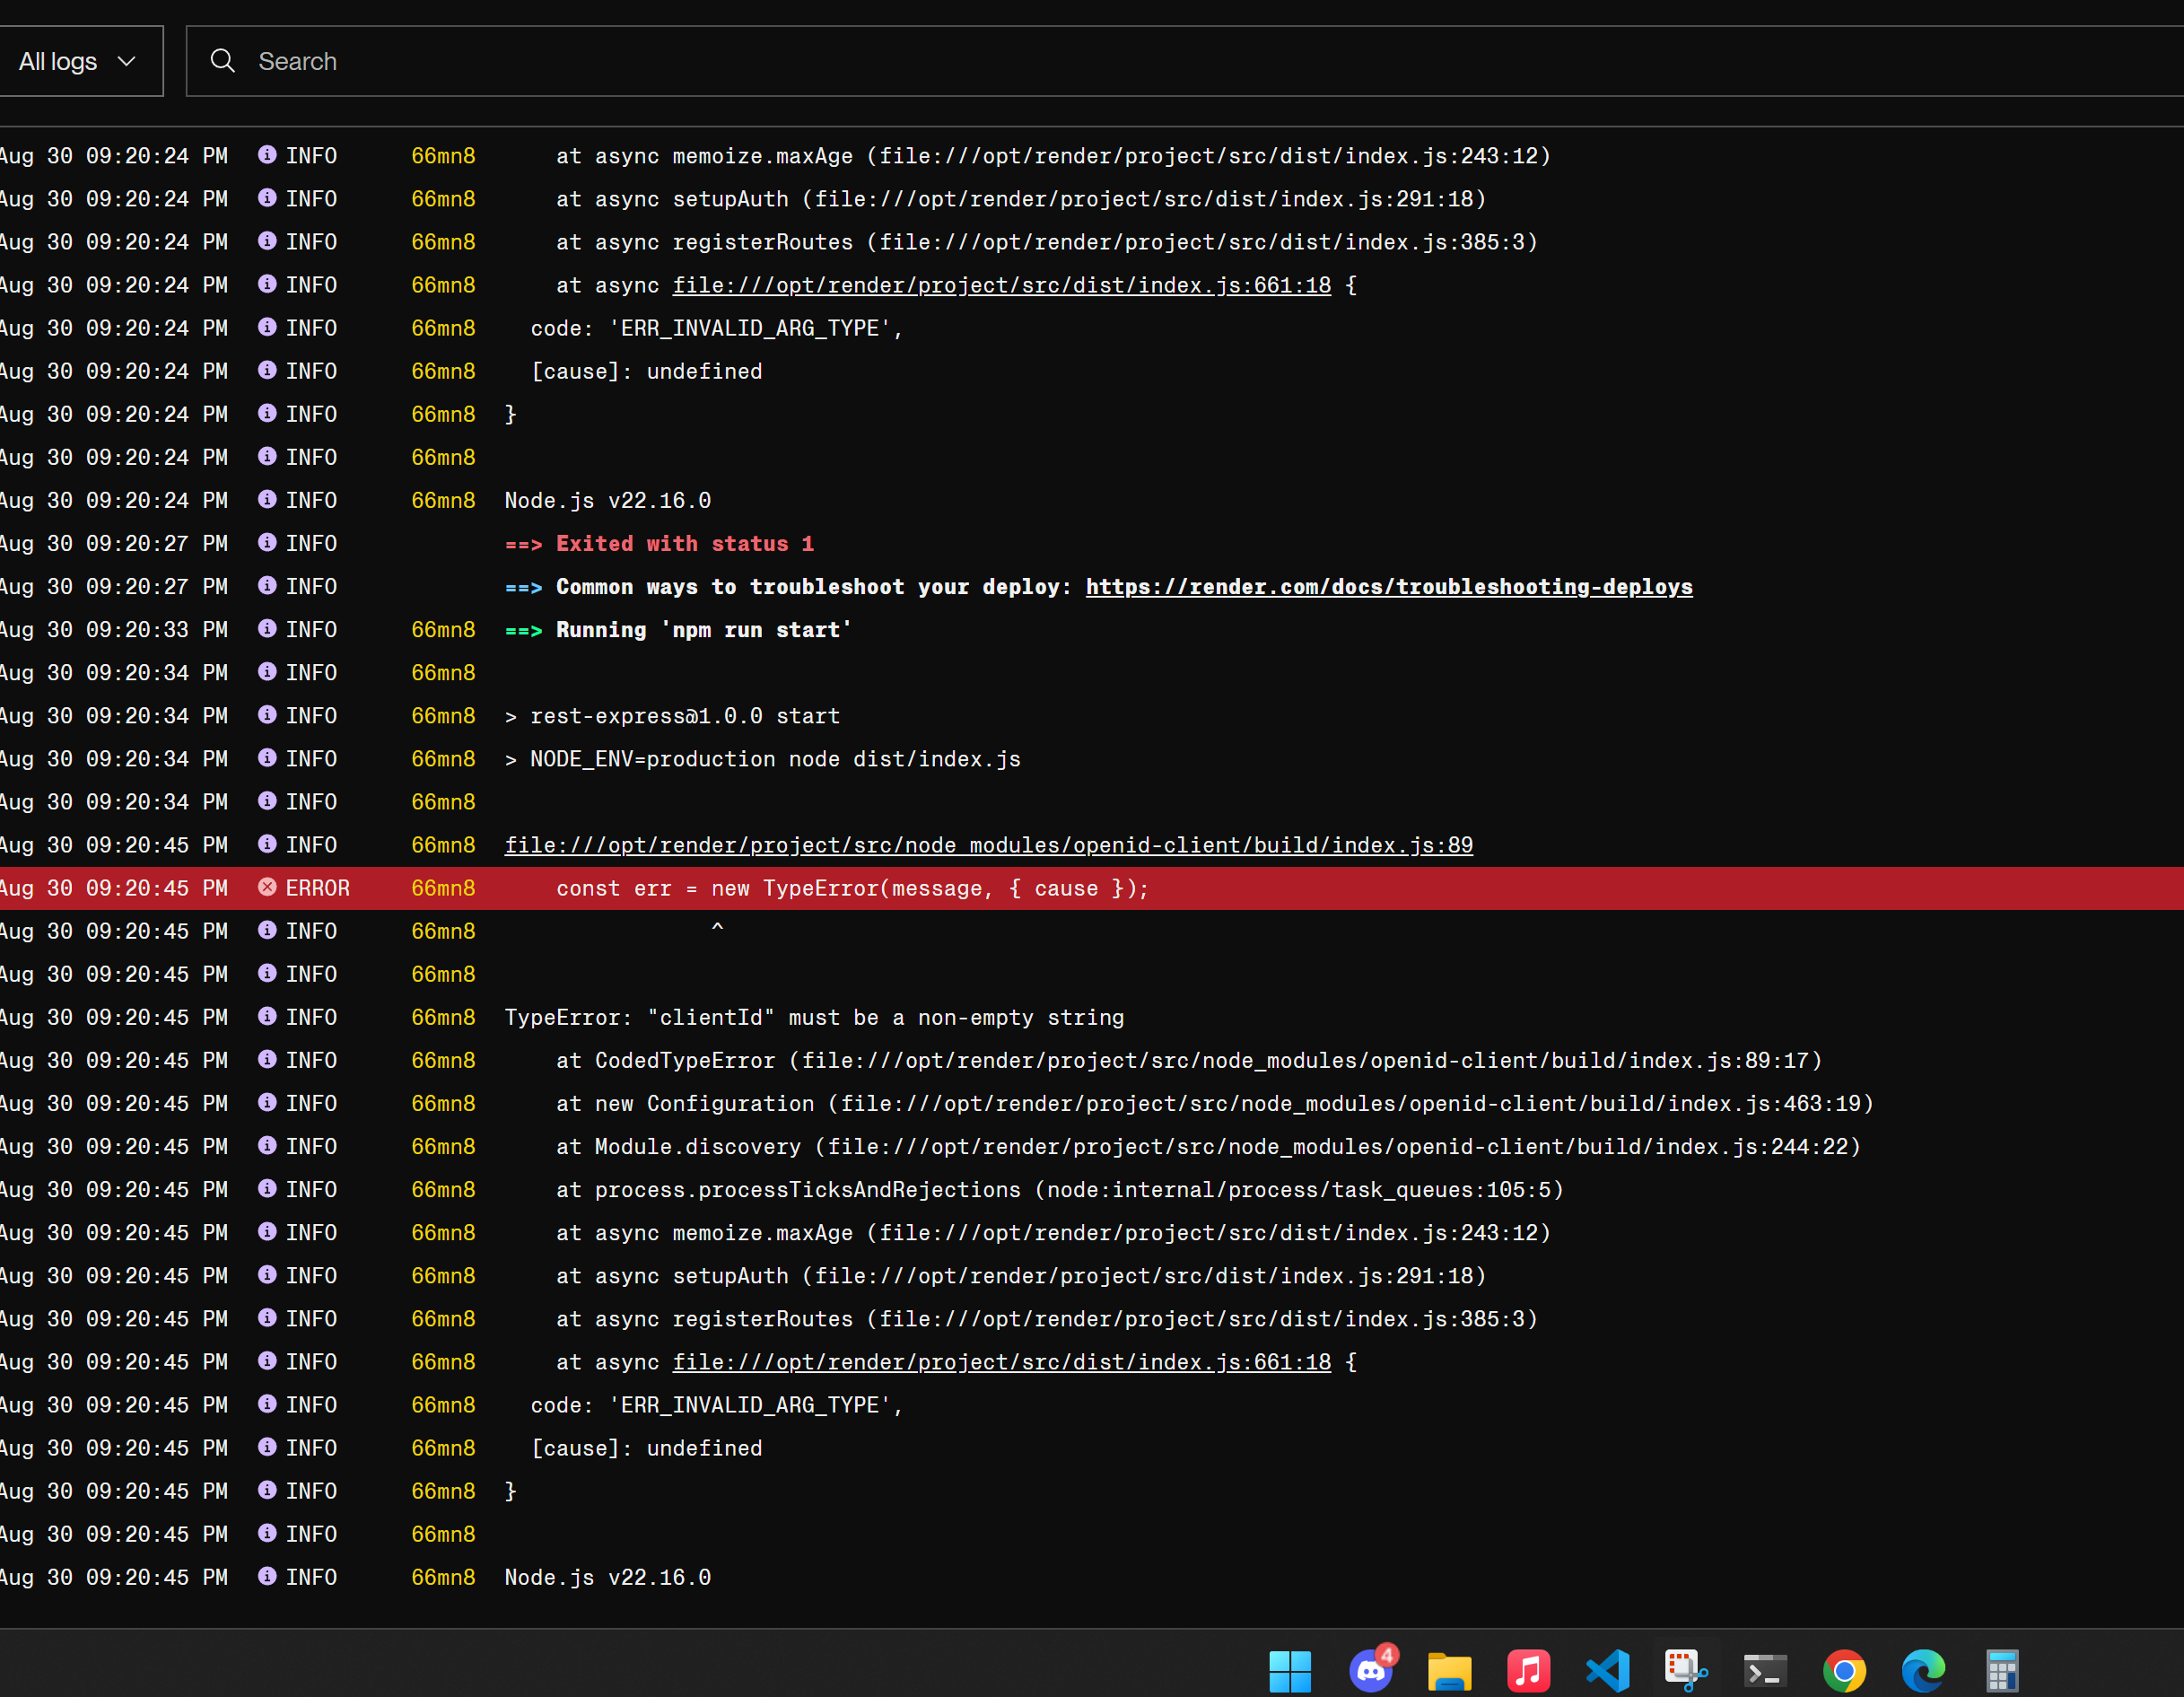 All logs
Search
Aug 30 09:20:24 PM INFO 66mn8     at async memoize.maxAge (file:///opt/render/project/src/dist/index.js:243:12)
Aug 30 09:20:24 PM INFO 66mn8     at async setupAuth (file:///opt/render/project/src/dist/index.js:291:18)
Aug 30 09:20:24 PM INFO 66mn8     at async registerRoutes (file:///opt/render/project/src/dist/index.js:385:3)
Aug 30 09:20:24 PM INFO 66mn8     at async file:///opt/render/project/src/dist/index.js:661:18 {
Aug 30 09:20:24 PM INFO 66mn8   code: 'ERR_INVALID_ARG_TYPE',
Aug 30 09:20:24 PM INFO 66mn8   [cause]: undefined
Aug 30 09:20:24 PM INFO 66mn8 }
Aug 30 09:20:24 PM INFO 66mn8
Aug 30 09:20:24 PM INFO 66mn8 Node.js v22.16.0
Aug 30 09:20:27 PM INFO ==> Exited with status 1
Aug 30 09:20:27 PM INFO ==> Common ways to troubleshoot your deploy: https://render.com/docs/troubleshooting-deploys
Aug 30 09:20:33 PM INFO 66mn8 ==> Running 'npm run start'
Aug 30 09:20:34 PM INFO 66mn8
Aug 30 09:20:34 PM INFO 66mn8 > rest-express@1.0.0 start
Aug 30 09:20:34 PM INFO 66mn8 > NODE_ENV=production node dist/index.js
Aug 30 09:20:34 PM INFO 66mn8
Aug 30 09:20:45 PM INFO 66mn8 file:///opt/render/project/src/node_modules/openid-client/build/index.js:89
Aug 30 09:20:45 PM ERROR 66mn8     const err = new TypeError(message, { cause });
Aug 30 09:20:45 PM INFO 66mn8                 ^
Aug 30 09:20:45 PM INFO 66mn8
Aug 30 09:20:45 PM INFO 66mn8 TypeError: "clientId" must be a non-empty string
Aug 30 09:20:45 PM INFO 66mn8     at CodedTypeError (file:///opt/render/project/src/node_modules/openid-client/build/index.js:89:17)
Aug 30 09:20:45 PM INFO 66mn8     at new Configuration (file:///opt/render/project/src/node_modules/openid-client/build/index.js:463:19)
Aug 30 09:20:45 PM INFO 66mn8     at Module.discovery (file:///opt/render/project/src/node_modules/openid-client/build/index.js:244:22)
Aug 30 09:20:45 PM INFO 66mn8     at process.processTicksAndRejections (node:internal/process/task_queues:105:5)
Aug 30 09:20:45 PM INFO 66mn8     at async memoize.maxAge (file:///opt/render/project/src/dist/index.js:243:12)
Aug 30 09:20:45 PM INFO 66mn8     at async setupAuth (file:///opt/render/project/src/dist/index.js:291:18)
Aug 30 09:20:45 PM INFO 66mn8     at async registerRoutes (file:///opt/render/project/src/dist/index.js:385:3)
Aug 30 09:20:45 PM INFO 66mn8     at async file:///opt/render/project/src/dist/index.js:661:18 {
Aug 30 09:20:45 PM INFO 66mn8   code: 'ERR_INVALID_ARG_TYPE',
Aug 30 09:20:45 PM INFO 66mn8   [cause]: undefined
Aug 30 09:20:45 PM INFO 66mn8 }
Aug 30 09:20:45 PM INFO 66mn8
Aug 30 09:20:45 PM INFO 66mn8 Node.js v22.16.0
4